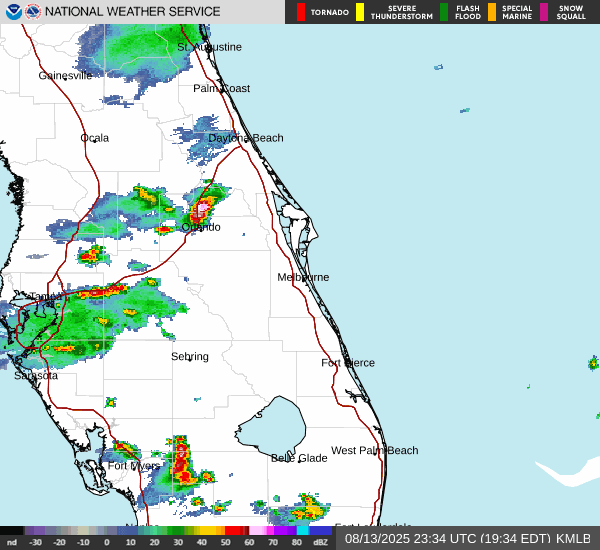 NATIONAL WEATHER SERVICE
TORNADO
SEVERE THUNDERSTORM
FLASH FLOOD
SPECIAL MARINE
SNOW SQUALL
St. Augustine
Gainesville
Palm Coast
Ocala
Daytona Beach
Orlando
Melbourne
Tampa
Sebring
Fort Pierce
Sarasota
West Palm Beach
Belle Glade
Fort Myers
Fort Lauderdale
nd -30 -20 -10 0 10 20 30 40 50 60 70 80 dBZ
08/13/2025 23:34 UTC (19:34 EDT) KMLB